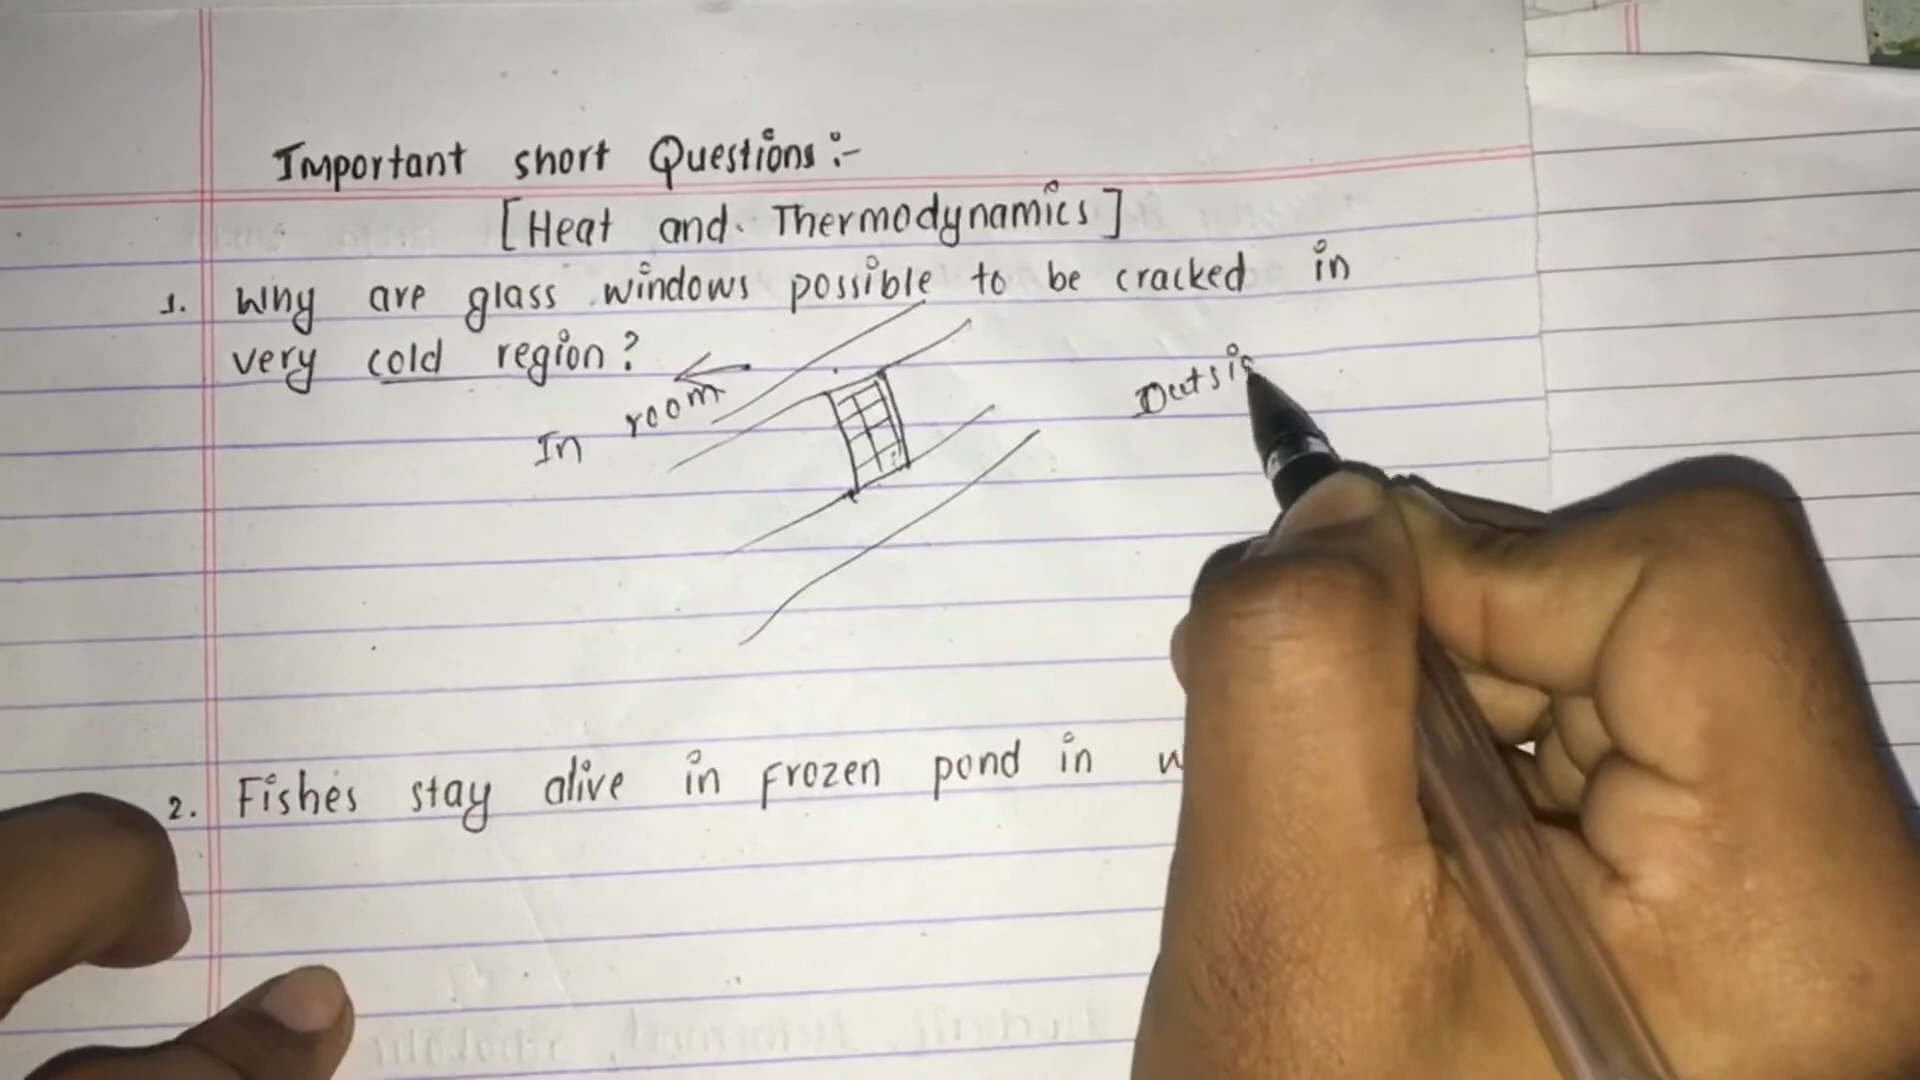 Important short Questions :-
[Heat and Thermodynamics]
1. Why are glass windows possible to be cracked in
very cold region?
In room
Outsi
2. Fishes stay alive in frozen pond in